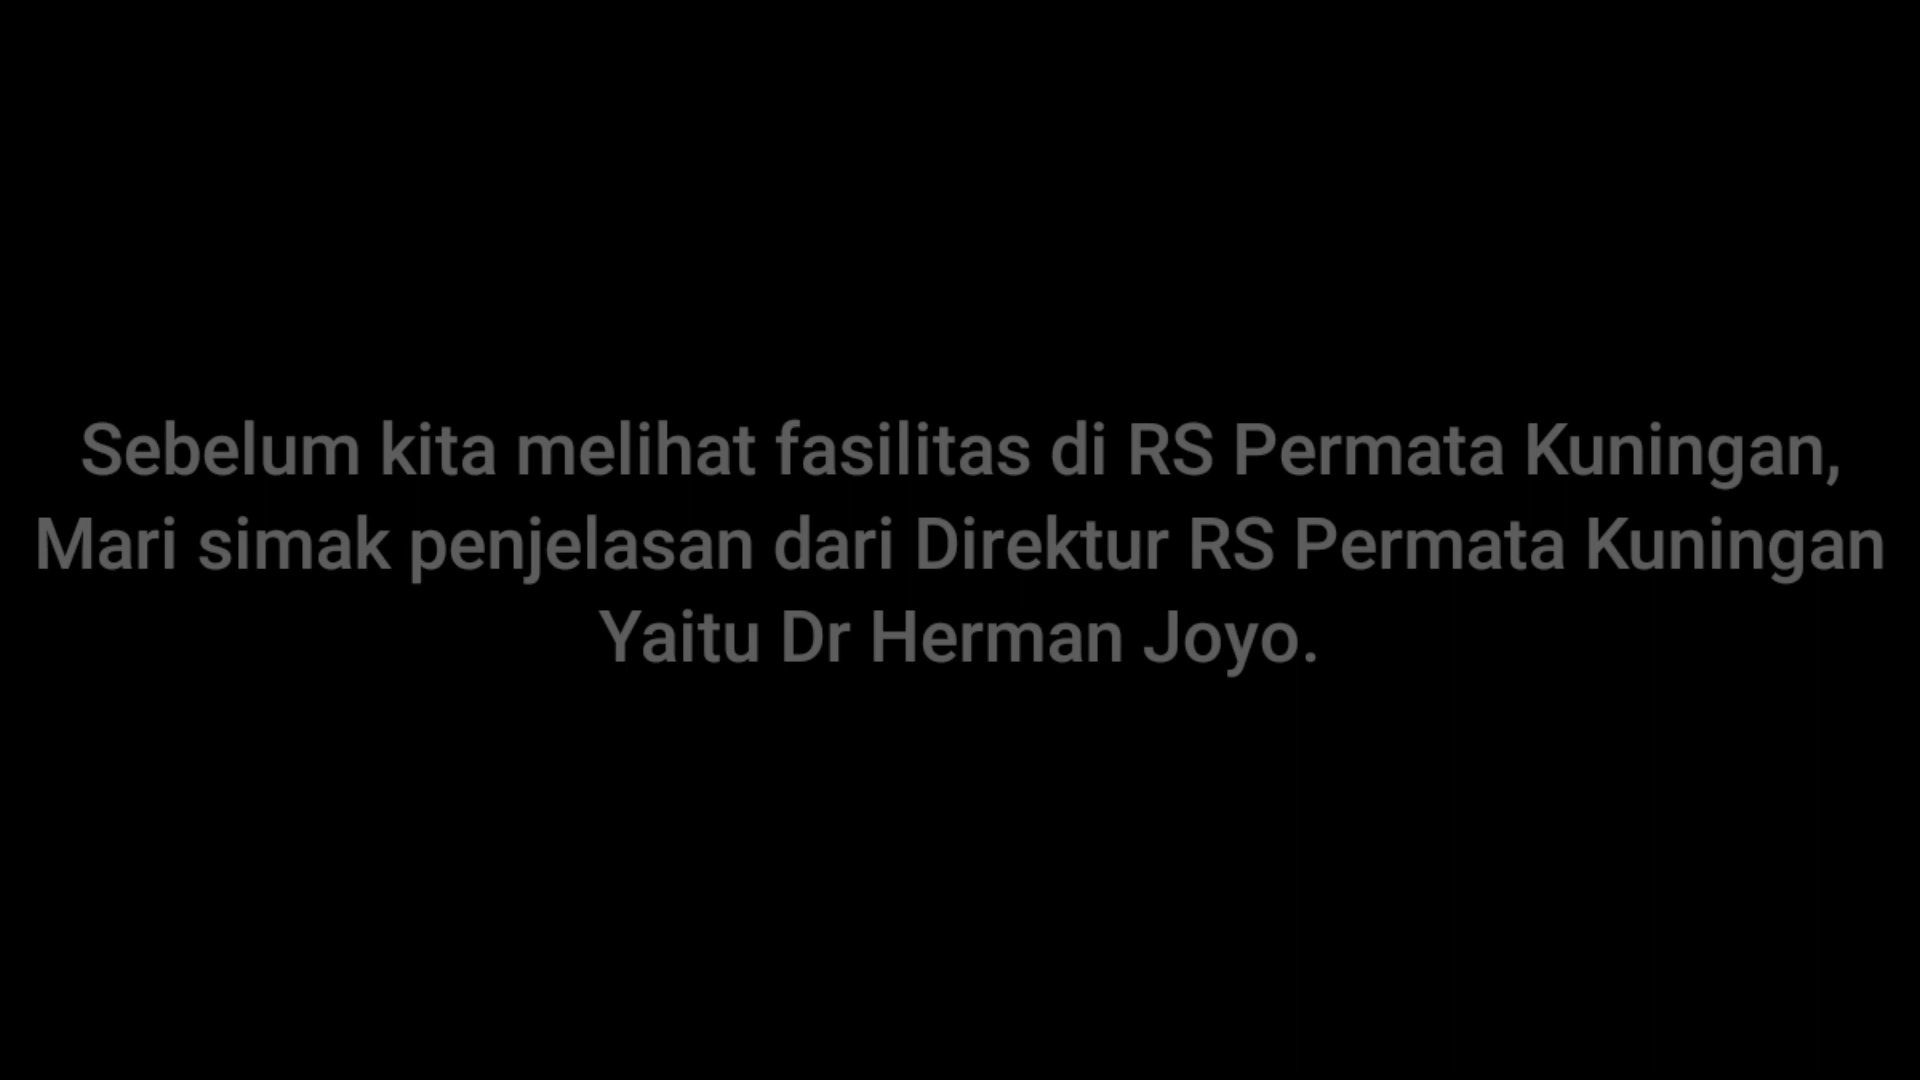 Sebelum kita melihat fasilitas di RS Permata Kuningan,
Mari simak penjelasan dari Direktur RS Permata Kuningan
Yaitu Dr Herman Joyo.